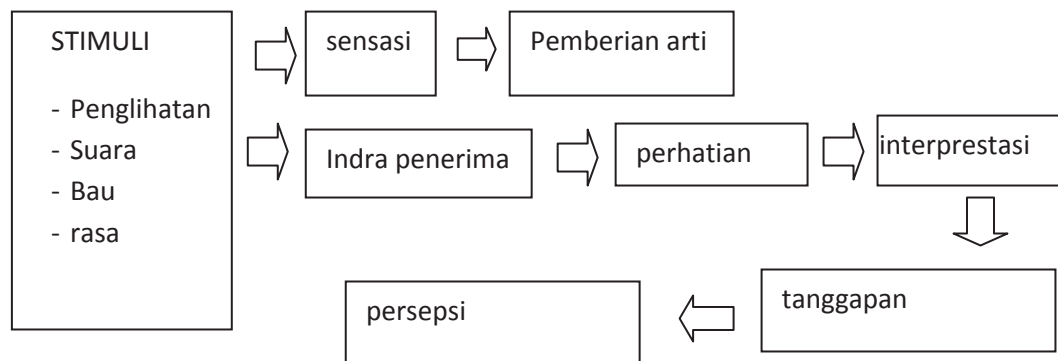 STIMULI
- Penglihatan
- Suara
- Bau
- rasa
sensasi
Pemberian arti
Indra penerima
perhatian
interprestasi
tanggapan
persepsi